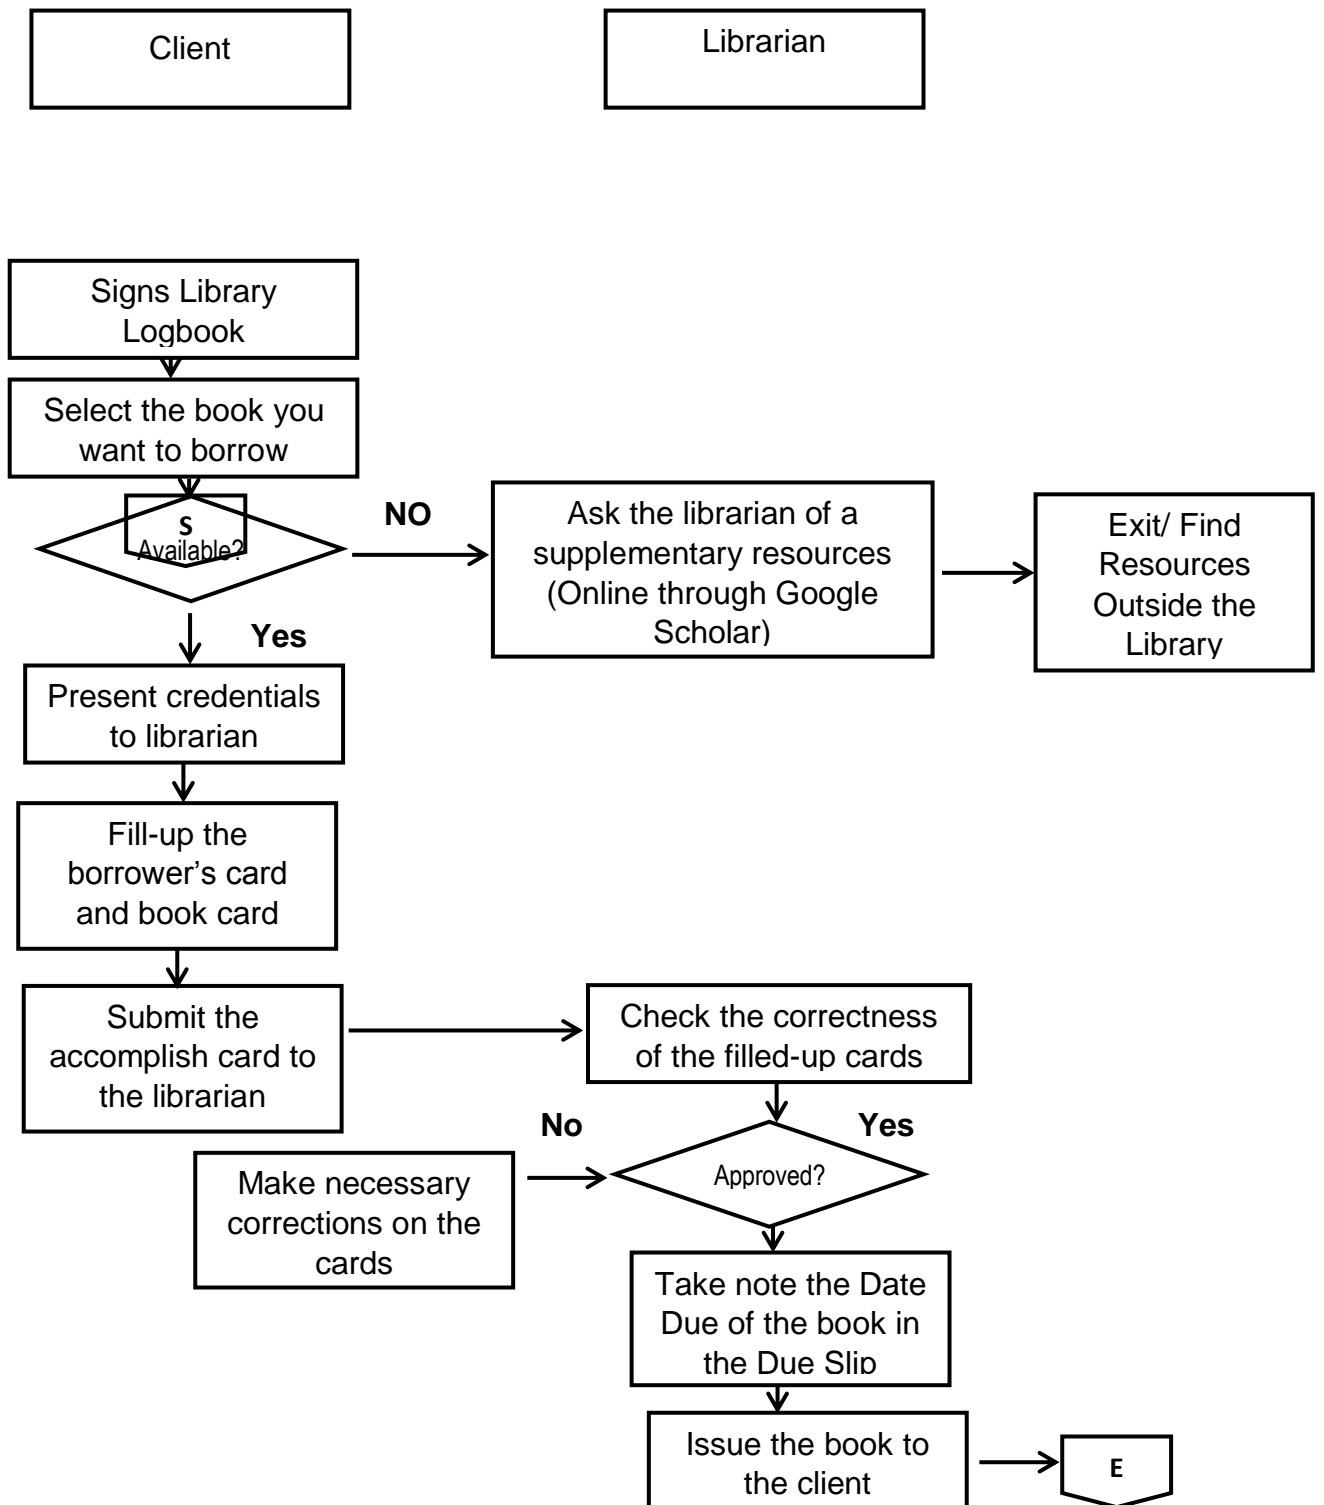 Client
Librarian
Signs Library
Logbook
Select the book you
want to borrow
S
Available?
NO
Ask the librarian of a
supplementary resources
(Online through Google
Scholar)
Exit/ Find
Resources
Outside the
Library
Yes
Present credentials
to librarian
Fill-up the
borrower’s card
and book card
Submit the
accomplish card to
the librarian
Check the correctness
of the filled-up cards
No
Yes
Approved?
Make necessary
corrections on the
cards
Take note the Date
Due of the book in
the Due Slip
Issue the book to
the client
E